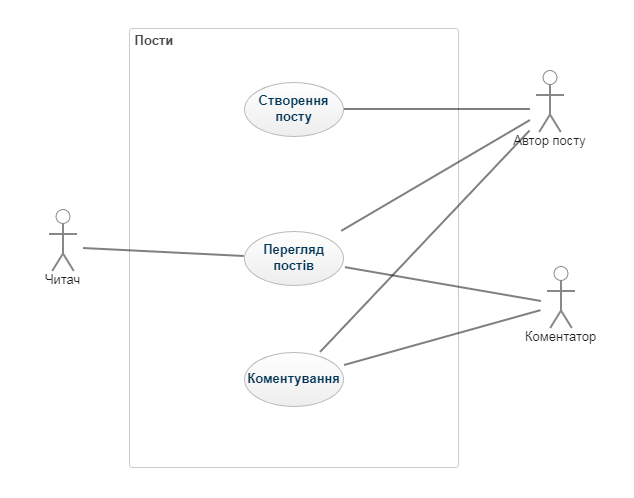 Пости
Створення
посту
Автор посту
Перегляд
постів
Читач
Коментатор
Коментування